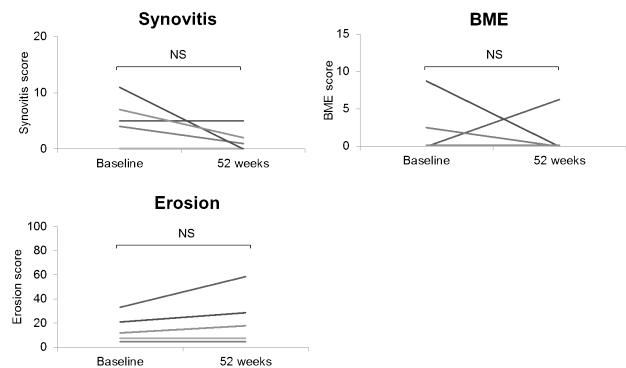 Synovitis
20
NS
10
0
Synovitis score
Baseline
52 weeks
BME
15
NS
10
5
0
BME score
Baseline
52 weeks
Erosion
100
NS
80
60
40
20
0
Erosion score
Baseline
52 weeks